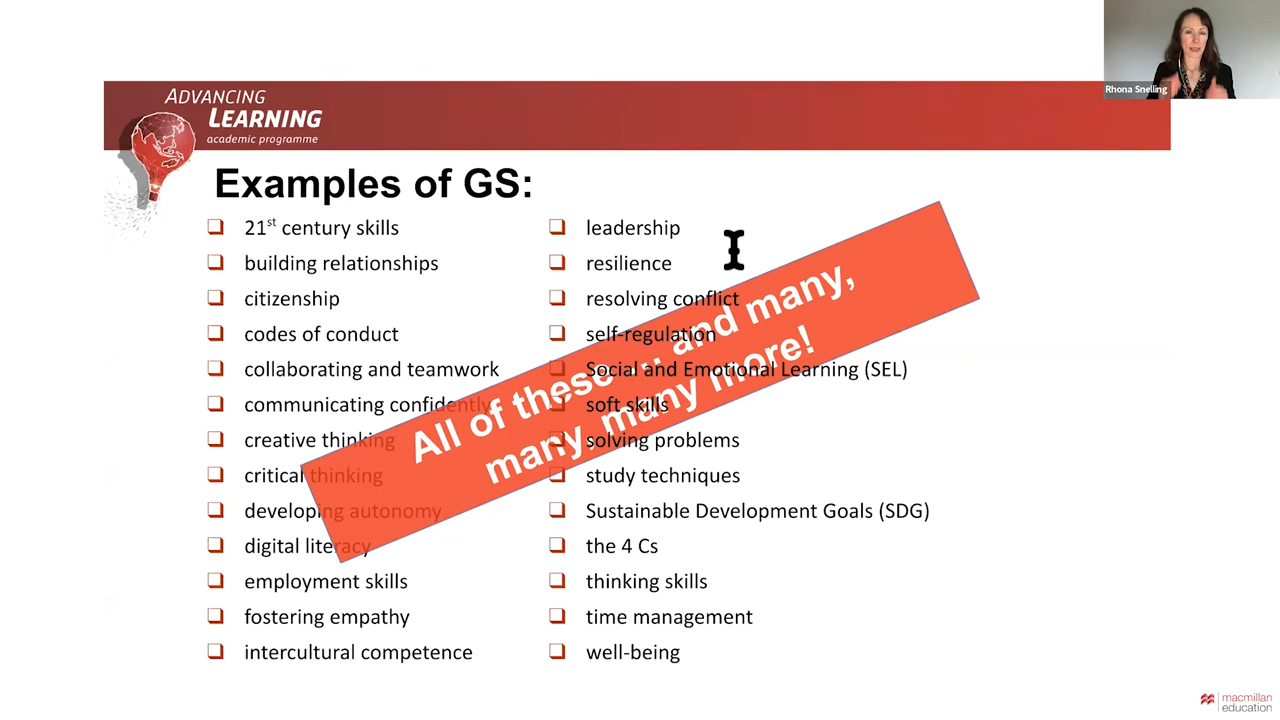 Rhona Snelling
ADVANCING
LEARNING
academic programme
Examples of GS:
21st century skills
building relationships
citizenship
codes of conduct
collaborating and teamwork
communicating confidently
creative thinking
critical thinking
developing autonomy
digital literacy
employment skills
fostering empathy
intercultural competence
leadership
resilience
resolving conflict
self-regulation
Social and Emotional Learning (SEL)
soft skills
solving problems
study techniques
Sustainable Development Goals (SDG)
the 4 Cs
thinking skills
time management
well-being
All of these ... and many,
many, many more!
macmillan
education